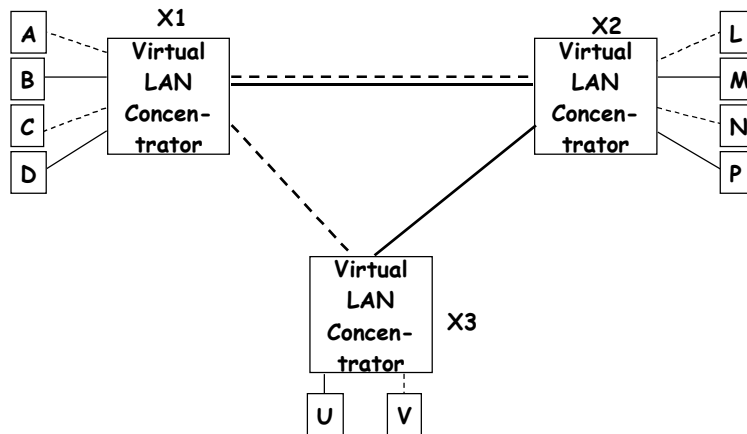 X1
X2
A
B
C
D
Virtual
LAN
Concen-
trator
Virtual
LAN
Concen-
trator
L
M
N
P
Virtual
LAN
Concen-
trator
X3
U
V